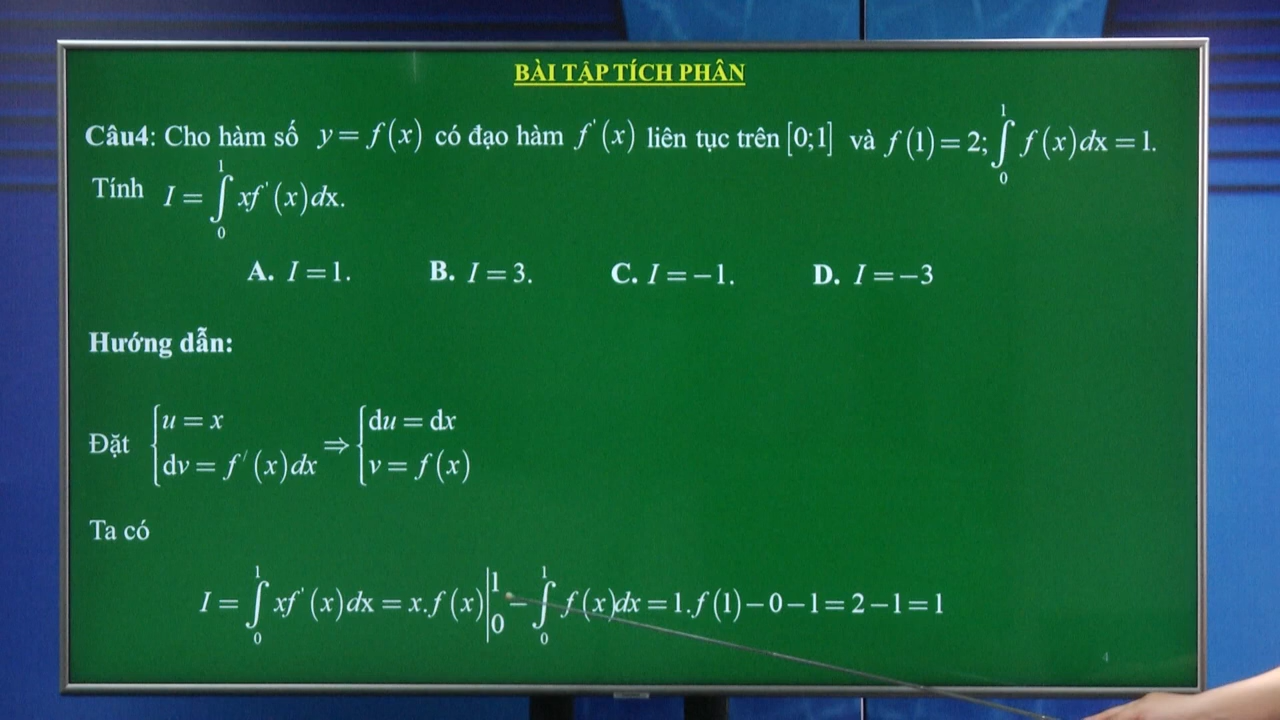 BÀI TẬP TÍCH PHÂN
Câu4: Cho hàm số y = f(x) có đạo hàm f'(x) liên tục trên [0;1] và f(1) = 2; ∫₀¹ f(x)dx = 1.
Tính I = ∫₀¹ xf'(x)dx.
A. I = 1. B. I = 3. C. I = −1. D. I = −3
Hướng dẫn:
Đặt { u = x; dv = f'(x)dx ⇒ { du = dx; v = f(x)
Ta có
I = ∫₀¹ xf'(x)dx = x.f(x)|₀¹ − ∫₀¹ f(x)dx = 1.f(1) − 0 − 1 = 2 − 1 = 1
4